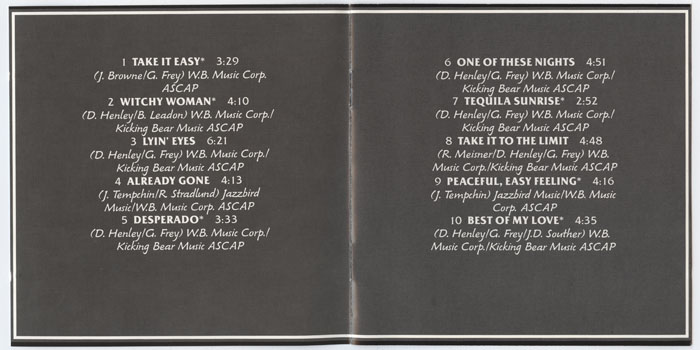 1 TAKE IT EASY* 3:29
(J. Browne/G. Frey) W.B. Music Corp.
ASCAP
2 WITCHY WOMAN* 4:10
(D. Henley/B. Leadon) W.B. Music Corp./
Kicking Bear Music ASCAP
3 LYIN' EYES 6:21
(D. Henley/G. Frey) W.B. Music Corp./
Kicking Bear Music ASCAP
4 ALREADY GONE 4:13
(J. Tempchin/R. Stradlund) Jazzbird
Music/W.B. Music Corp. ASCAP
5 DESPERADO* 3:33
(D. Henley/G. Frey) W.B. Music Corp./
Kicking Bear Music ASCAP
6 ONE OF THESE NIGHTS 4:51
(D. Henley/G. Frey) W.B. Music Corp./
Kicking Bear Music ASCAP
7 TEQUILA SUNRISE* 2:52
(D. Henley/G. Frey) W.B. Music Corp./
Kicking Bear Music ASCAP
8 TAKE IT TO THE LIMIT 4:48
(R. Meisner/D. Henley/G. Frey) W.B.
Music Corp./Kicking Bear Music ASCAP
9 PEACEFUL, EASY FEELING* 4:16
(J. Tempchin) Jazzbird Music/W.B. Music
Corp. ASCAP
10 BEST OF MY LOVE* 4:35
(D. Henley/G. Frey/J.D. Souther) W.B.
Music Corp./Kicking Bear Music ASCAP